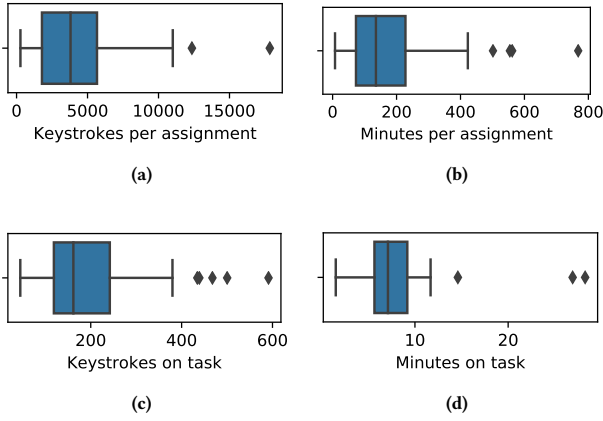 0 5000 10000 15000
Keystrokes per assignment
(a)
0 200 400 600 800
Minutes per assignment
(b)
200 400 600
Keystrokes on task
(c)
10 20
Minutes on task
(d)